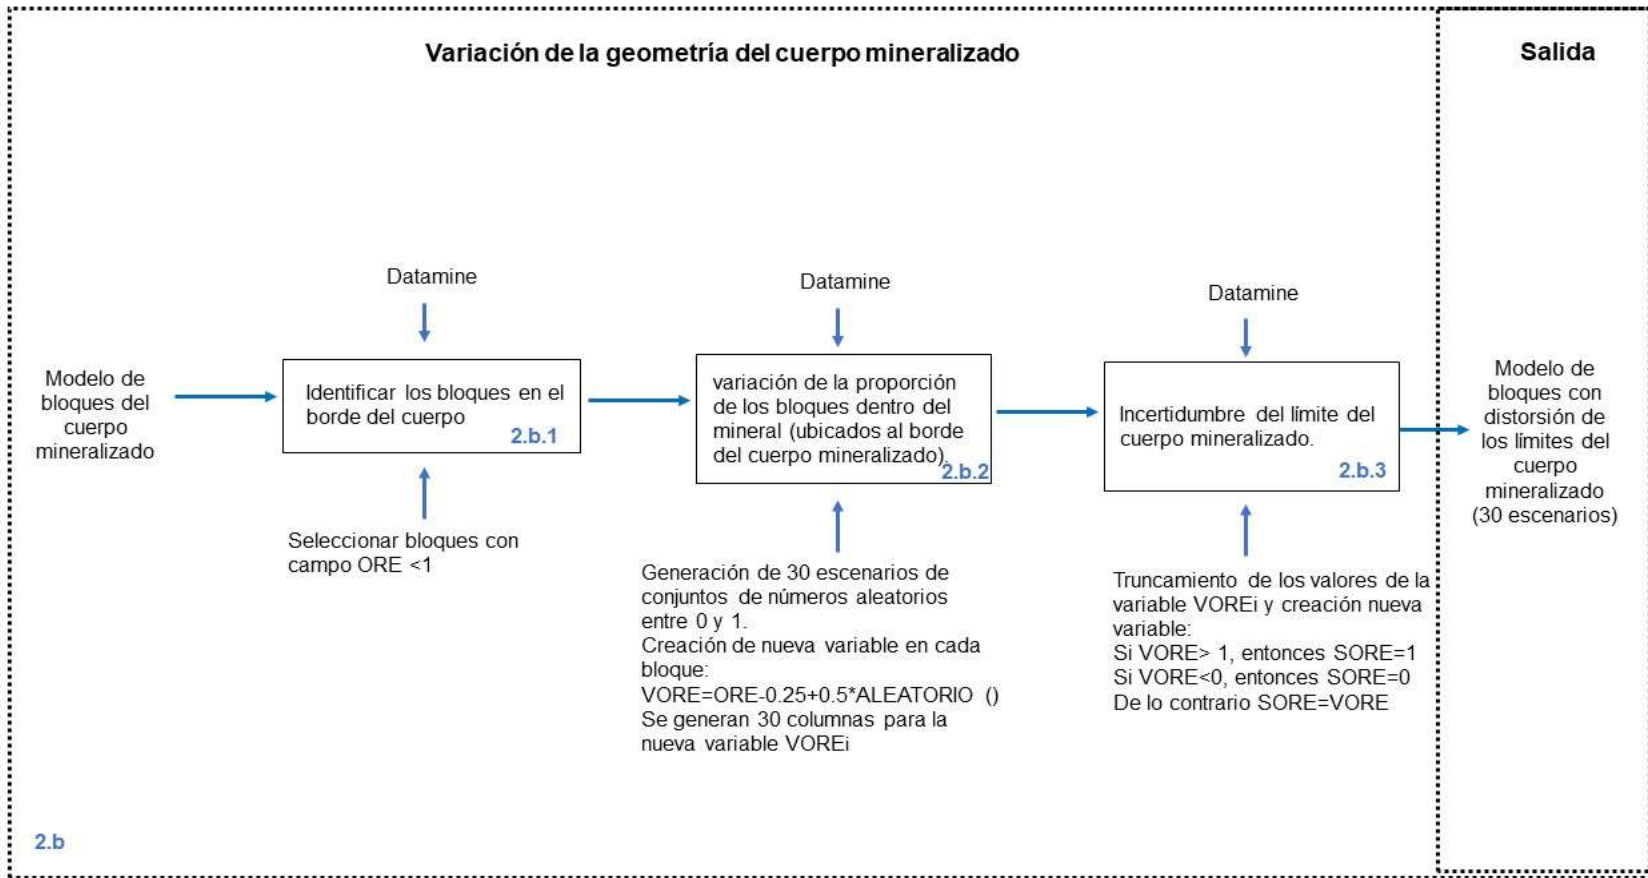 Variación de la geometría del cuerpo mineralizado
Salida
Modelo de
bloques del
cuerpo
mineralizado
Datamine
Identificar los bloques en el
borde del cuerpo
2.b.1
Seleccionar bloques con
campo ORE <1
Datamine
variación de la proporción
de los bloques dentro del
mineral (ubicados al borde
del cuerpo mineralizado).
2.b.2
Generación de 30 escenarios de
conjuntos de números aleatorios
entre 0 y 1.
Creación de nueva variable en cada
bloque:
VORE=ORE-0.25+0.5*ALEATORIO ()
Se generan 30 columnas para la
nueva variable VOREi
Datamine
Incertidumbre del límite del
cuerpo mineralizado.
2.b.3
Truncamiento de los valores de la
variable VOREi y creación nueva
variable:
Si VORE> 1, entonces SORE=1
Si VORE<0, entonces SORE=0
De lo contrario SORE=VORE
Modelo de
bloques con
distorsión de
los límites del
cuerpo
mineralizado
(30 escenarios)
2.b